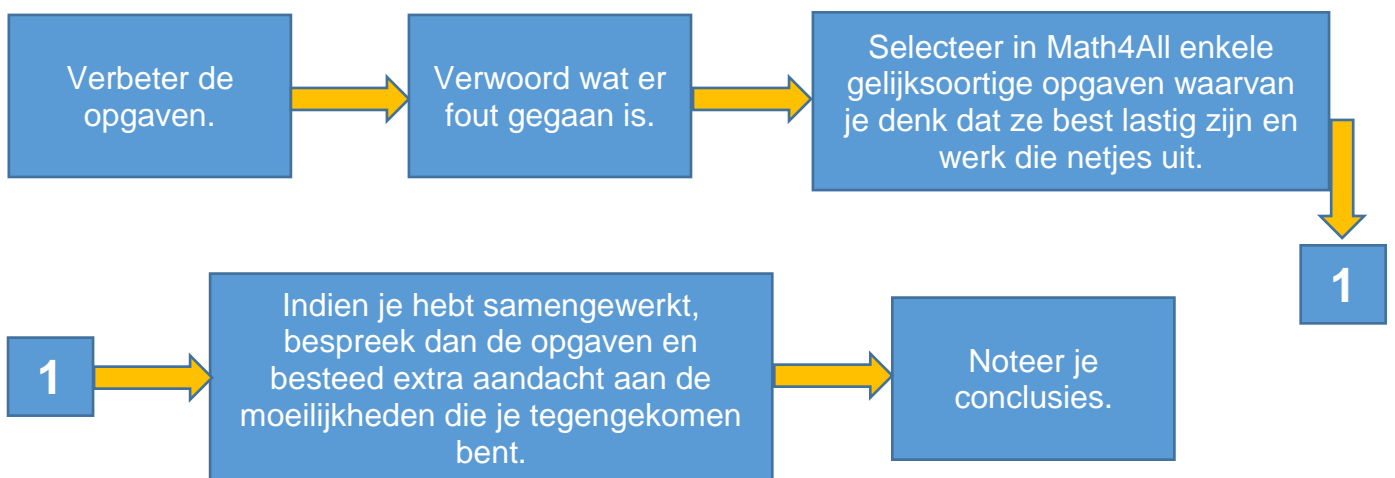 Verbeter de
opgaven.
Verwoord wat er
fout gegaan is.
Selecteer in Math4All enkele
gelijksoortige opgaven waarvan
je denk dat ze best lastig zijn en
werk die netjes uit.
1
1
Indien je hebt samengewerkt,
bespreek dan de opgaven en
besteed extra aandacht aan de
moeilijkheden die je tegengekomen
bent.
Noteer je
conclusies.